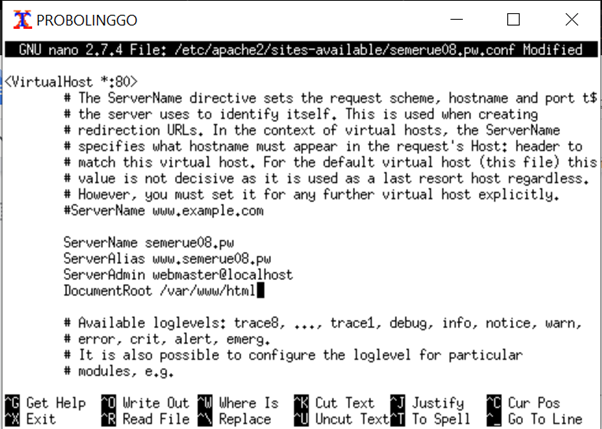 PROBOLINGGO
GNU nano 2.7.4 File: /etc/apache2/sites-available/semerue08.pw.conf Modified
<VirtualHost *:80>
# The ServerName directive sets the request scheme, hostname and port t$
# the server uses to identify itself. This is used when creating
# redirection URLs. In the context of virtual hosts, the ServerName
# specifies what hostname must appear in the request's Host: header to
# match this virtual host. For the default virtual host (this file) this
# value is not decisive as it is used as a last resort host regardless.
# However, you must set it for any further virtual host explicitly.
#ServerName www.example.com
ServerName semerue08.pw
ServerAlias www.semerue08.pw
ServerAdmin webmaster@localhost
DocumentRoot /var/www/html
# Available loglevels: trace8, ..., trace1, debug, info, notice, warn,
# error, crit, alert, emerg.
# It is also possible to configure the loglevel for particular
# modules, e.g.
^G Get Help ^O Write Out ^W Where Is ^K Cut Text ^J Justify ^C Cur Pos
^X Exit ^R Read File ^\ Replace ^U Uncut Text ^T To Spell ^_ Go To Line